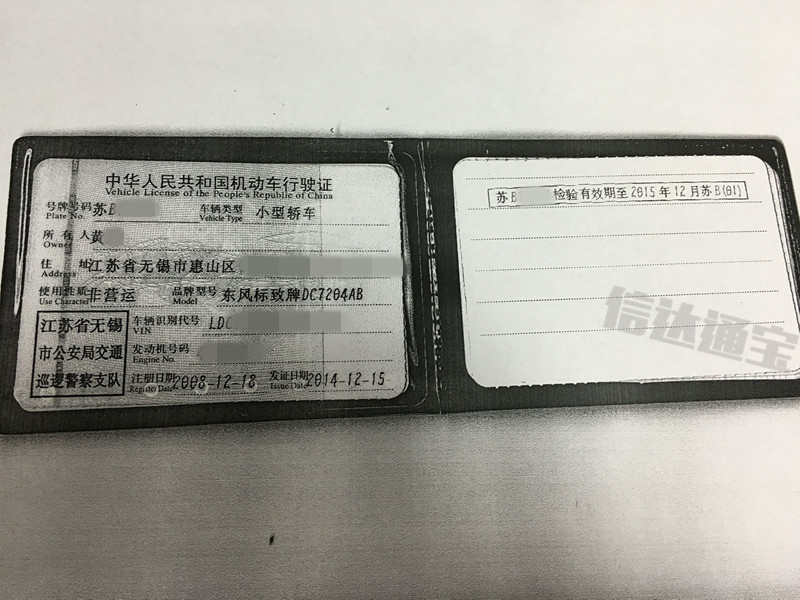 中华人民共和国机动车行驶证
Vehicle License of the People's Republic of China
号牌号码 苏B 车辆类型 小型轿车
Plate No. Vehicle Type
所有人 黄
Owner
住址 江苏省无锡市惠山区
Address
使用性质 非营运 品牌型号 东风标致牌DC7204AB
Use Character Model
江苏省无锡
市公安局交通
巡逻警察支队
车辆识别代号 LDC
VIN
发动机号码
Engine No.
注册日期 2008-12-18 发证日期 2014-12-15
Register Date Issue Date
苏B 检验有效期至2015年12月苏B(01)
信达通宝